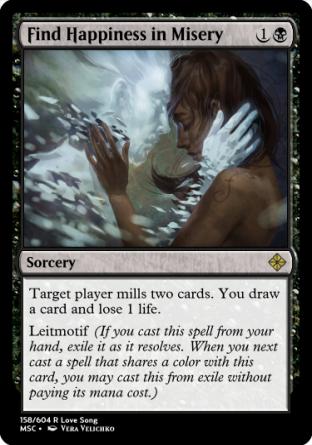 Find Happiness in Misery 1
Sorcery
Target player mills two cards. You draw
a card and lose 1 life.
Leitmotif (If you cast this spell from your
hand, exile it as it resolves. When you next
cast a spell that shares a color with this
card, you may cast this from exile without
paying its mana cost.)
158/604 R Love Song
MSC • Vera Velichko